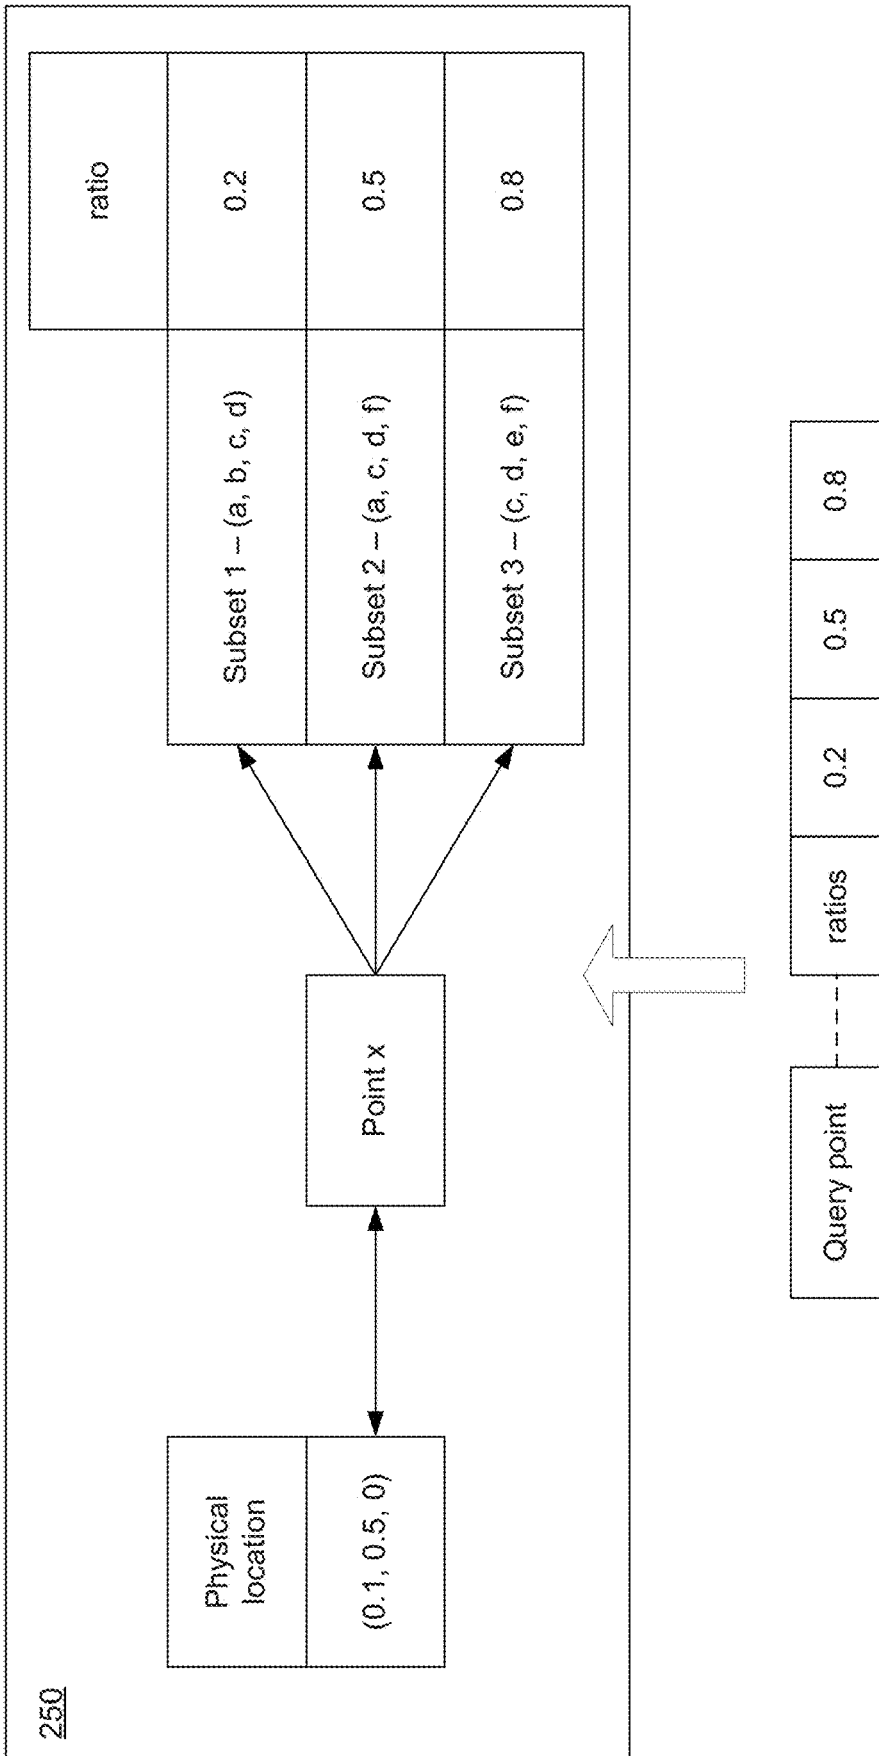 250
Physical
location
(0.1, 0.5, 0)
Point x
ratio
Subset 1 – (a, b, c, d)
0.2
Subset 2 – (a, c, d, f)
0.5
Subset 3 – (c, d, e, f)
0.8
Query point
ratios
0.2
0.5
0.8